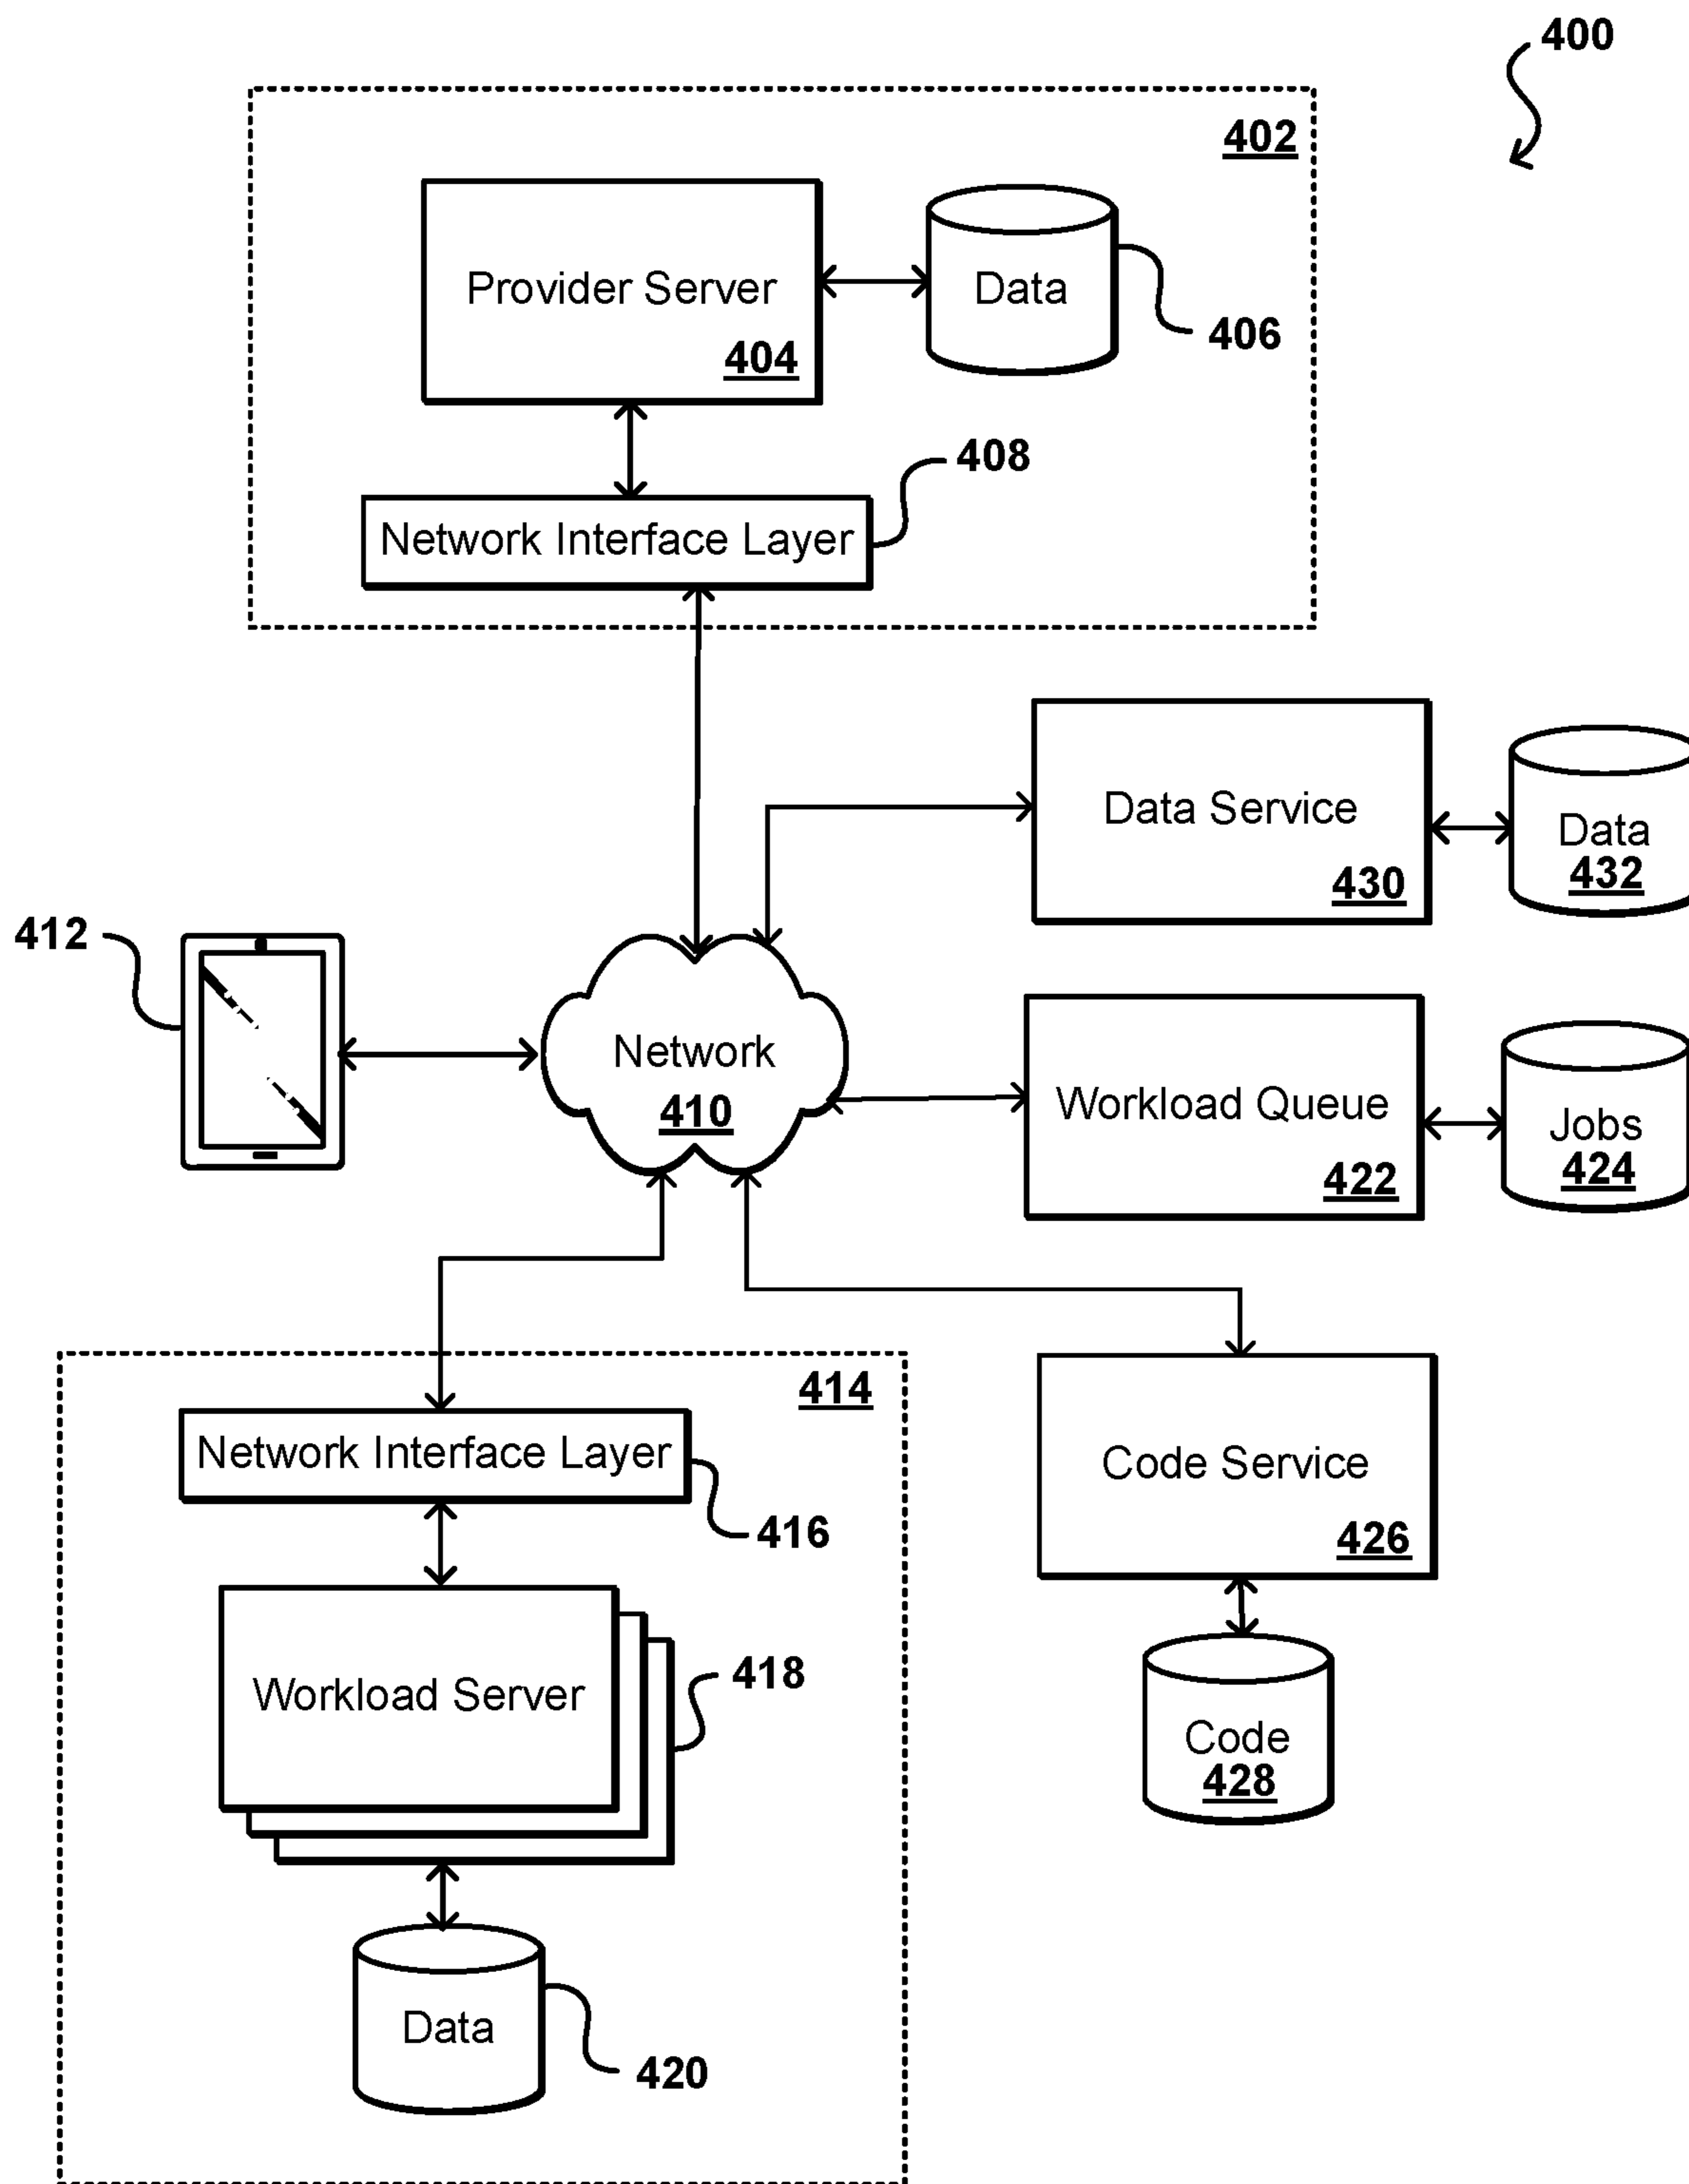 400
402
Provider Server
404
Data
406
408
Network Interface Layer
Data Service
430
Data
432
412
Network
410
Workload Queue
422
Jobs
424
414
Network Interface Layer
416
Code Service
426
Workload Server
418
Code
428
Data
420